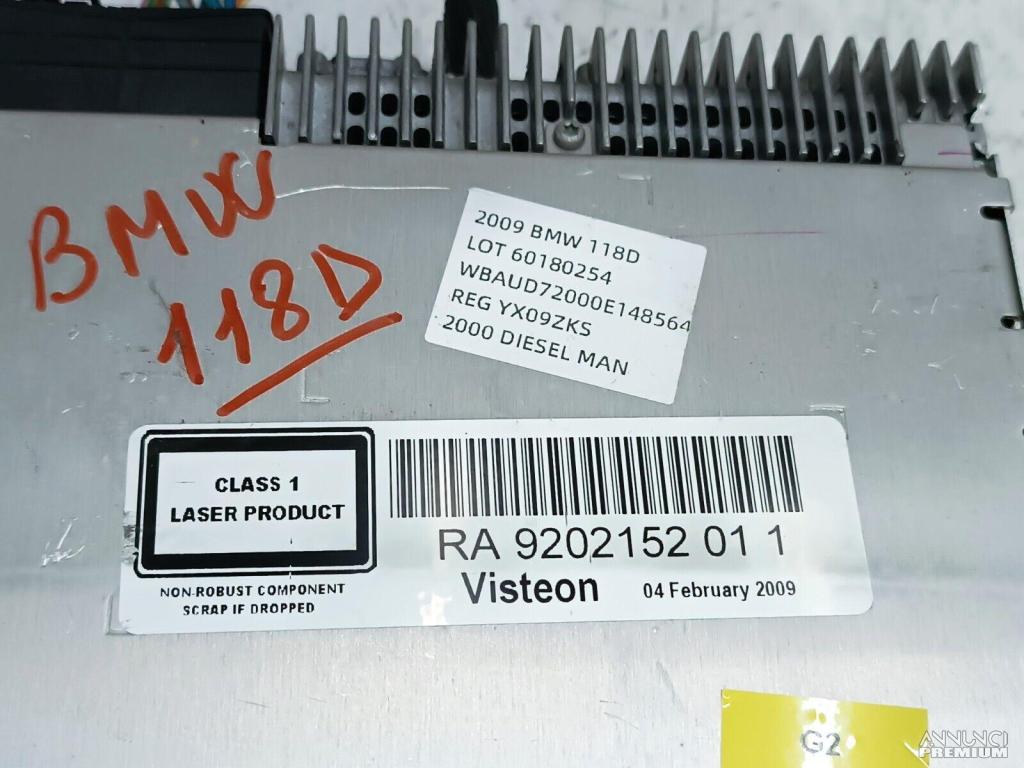 BMW
118D
2009 BMW 118D
LOT 60180254
WBAUD72000E148564
REG YX09ZKS
2000 DIESEL MAN
CLASS 1
LASER PRODUCT
NON-ROBUST COMPONENT
SCRAP IF DROPPED
RA 9202152 01 1
Visteon 04 February 2009
G2
ANNUNCI
PREMIUM